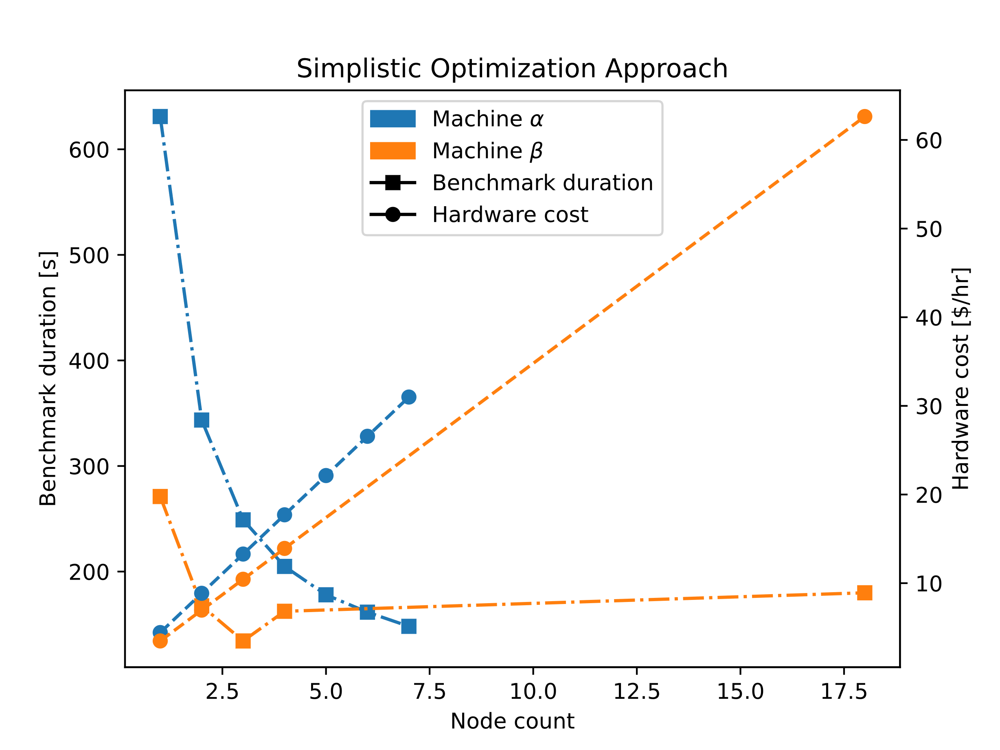 Simplistic Optimization Approach
Machine α
Machine β
Benchmark duration
Hardware cost
Benchmark duration [s]
600
500
400
300
200
60
50
40
30
20
10
Hardware cost [$/hr]
2.5 5.0 7.5 10.0 12.5 15.0 17.5
Node count